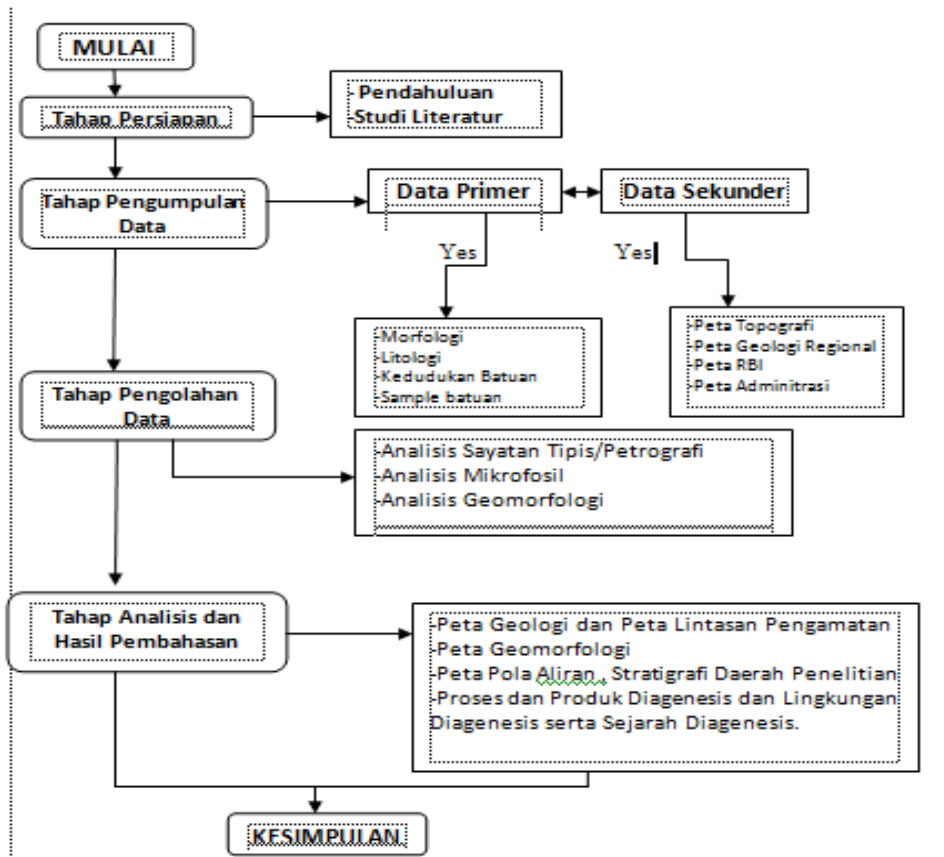 MULAI
Tahap Persiapan
- Pendahuluan
-Studi Literatur
Tahap Pengumpulan
Data
Data Primer
Data Sekunder
Yes
Yes
-Morfologi
-Litologi
-Kedudukan Batuan
-Sample batuan
-Peta Topografi
-Peta Geologi Regional
-Peta RBI
-Peta Adminitrasi
Tahap Pengolahan
Data
-Analisis Sayatan Tipis/Petrografi
-Analisis Mikrofosil
-Analisis Geomorfologi
Tahap Analisis dan
Hasil Pembahasan
-Peta Geologi dan Peta Lintasan Pengamatan
-Peta Geomorfologi
-Peta Pola Aliran , Stratigrafi Daerah Penelitian
-Proses dan Produk Diagenesis dan Lingkungan
Diagenesis serta Sejarah Diagenesis.
KESIMPULAN